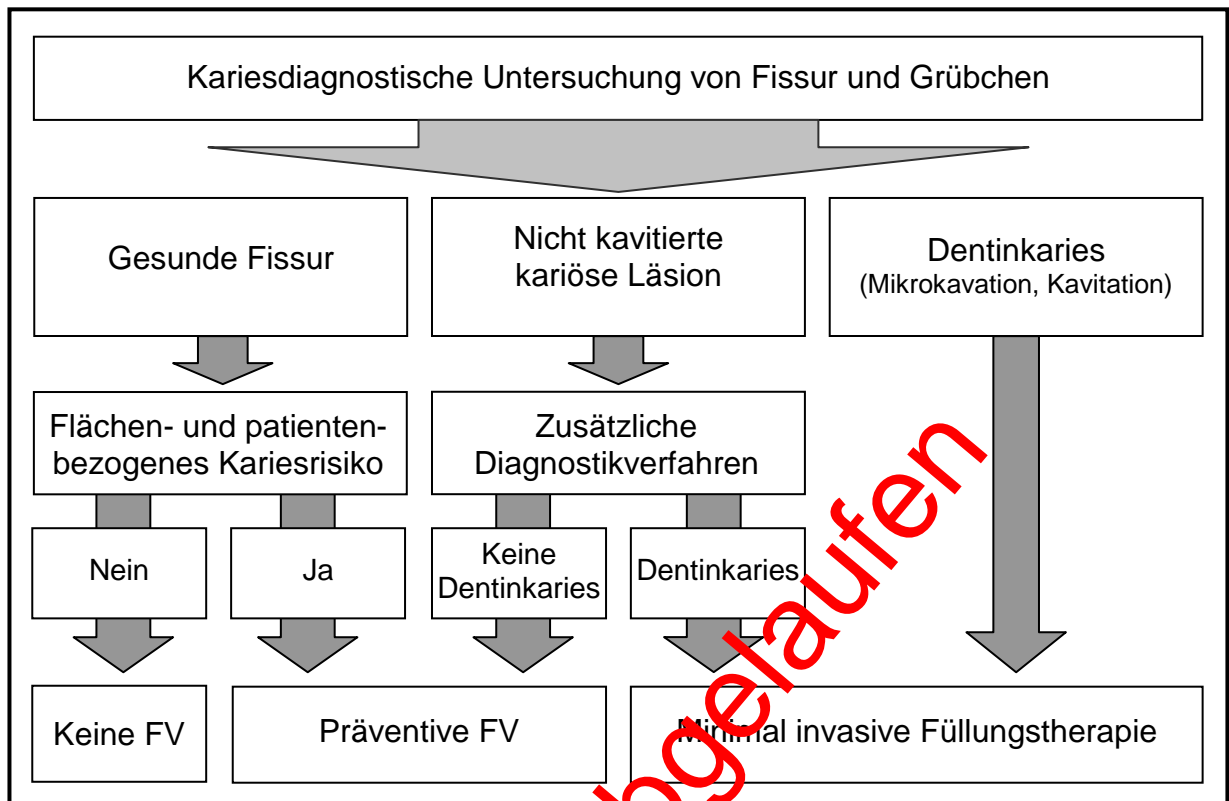 Kariesdiagnostische Untersuchung von Fissur und Grübchen
Gesunde Fissur
Nicht kavitierte
kariöse Läsion
Dentinkaries
(Mikrokavation, Kavitation)
Flächen- und patienten-
bezogenes Kariesrisiko
Zusätzliche
Diagnostikverfahren
Nein
Ja
Keine
Dentinkaries
Dentinkaries
Keine FV
Präventive FV
Minimal invasive Füllungstherapie
bgelaufen